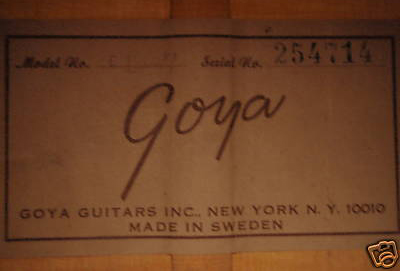 Model No. Serial No. 254714
Goya
GOYA GUITARS INC., NEW YORK N. Y. 10010
MADE IN SWEDEN